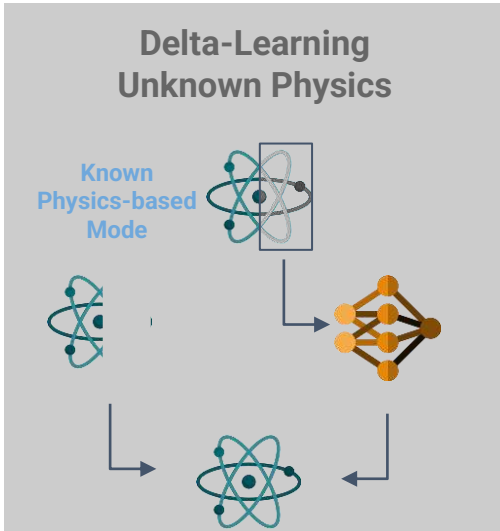 Delta-Learning
Unknown Physics
Known
Physics-based
Mode